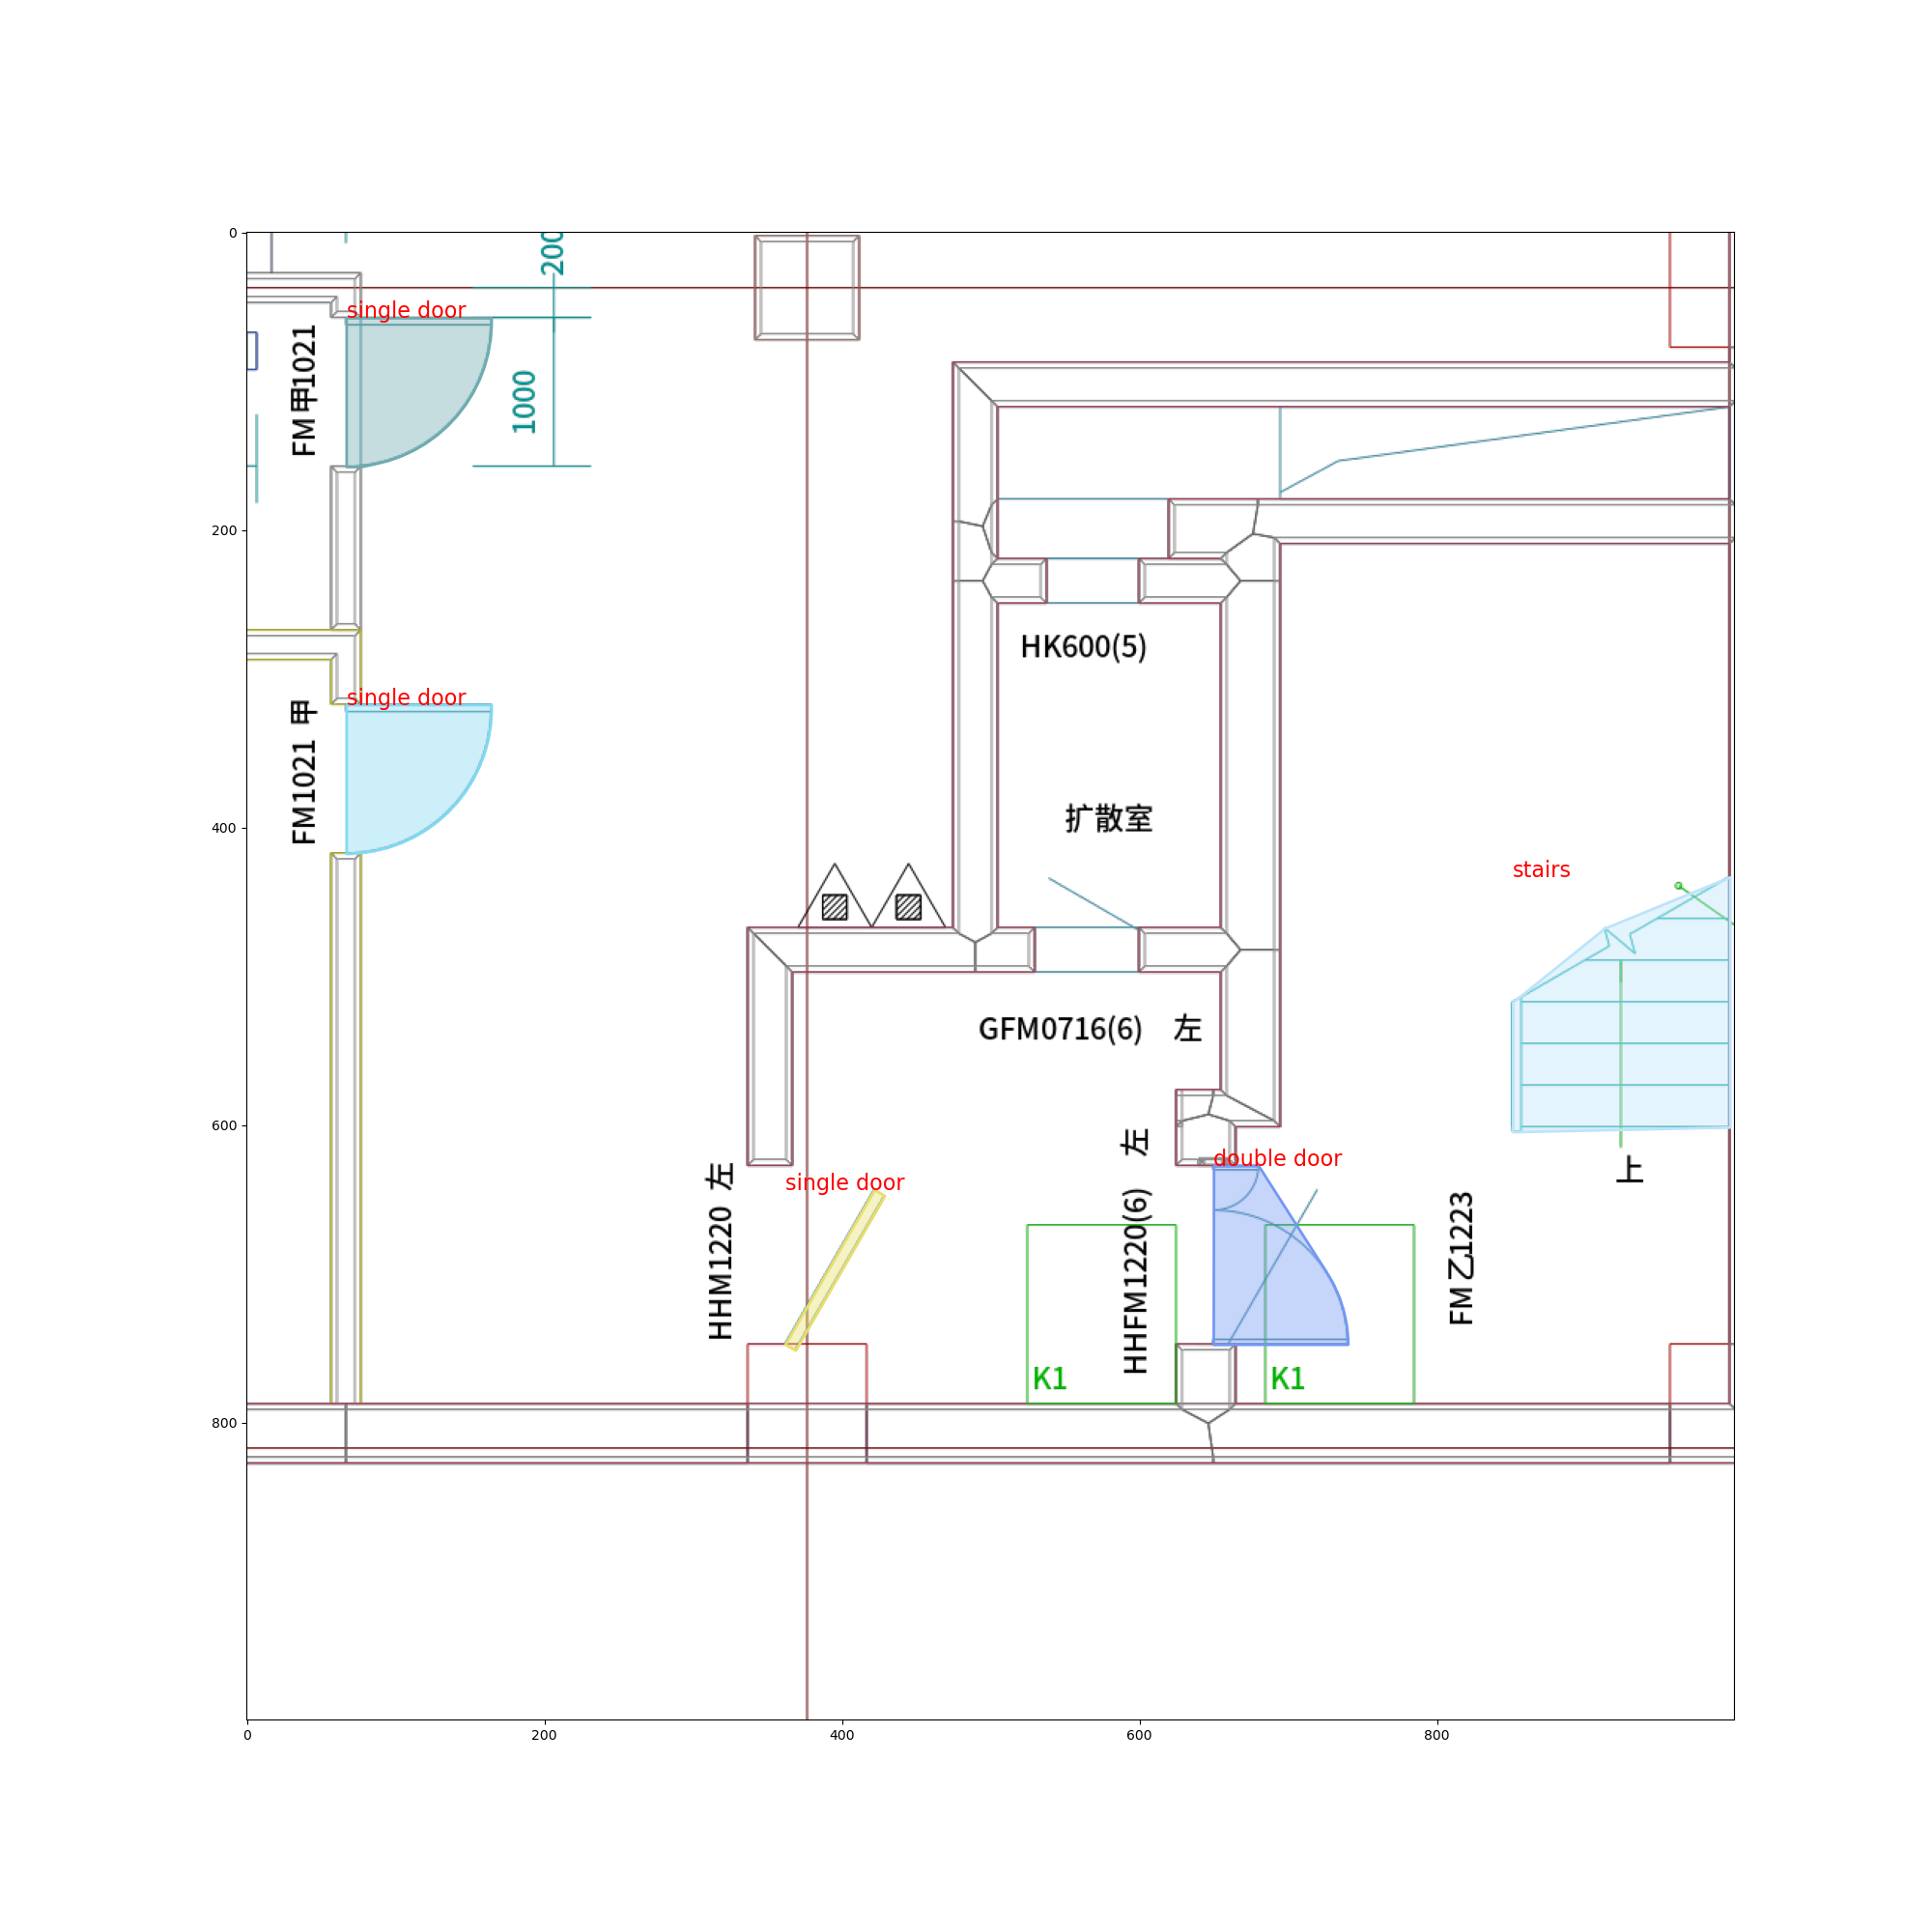 0
200
single door
FM甲1021
1000
200
HK600(5)
single door
FM1021 甲
扩散室
400
stairs
GFM0716(6) 左
600
左
double door
上
HHM1220 左
single door
HHFM1220(6)
FM乙1223
K1
K1
800
0
200
400
600
800